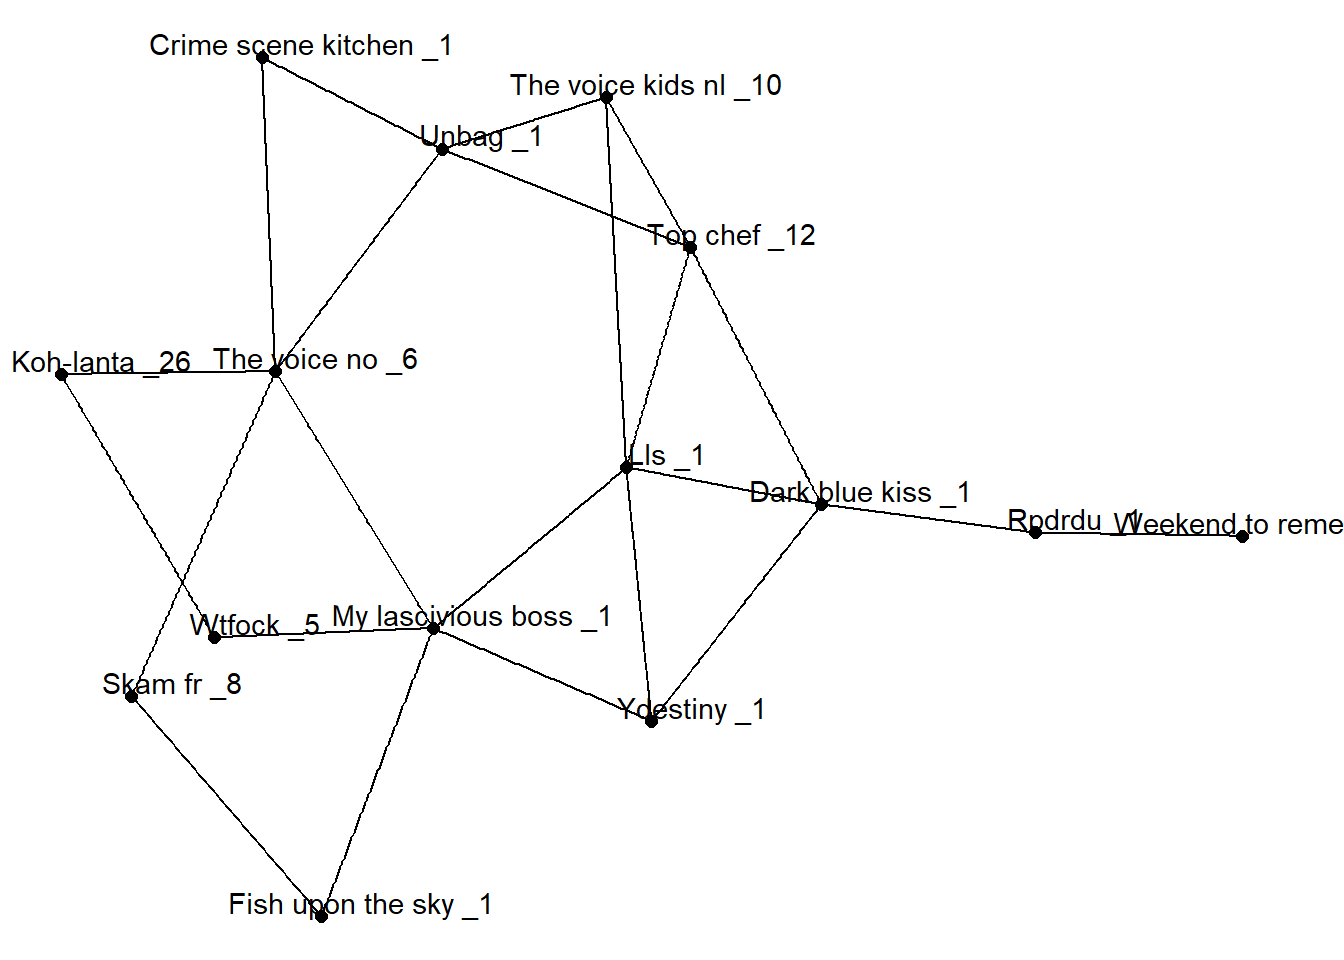 Crime scene kitchen _1
The voice kids nl _10
Unbag _1
Top chef _12
Koh-lanta _26
The voice no _6
Lls _1
Dark blue kiss _1
Rpdrdu _1
Weekend to reme
My lascivious boss _1
Wtfock _5
Skam fr _8
Ydestiny _1
Fish upon the sky _1